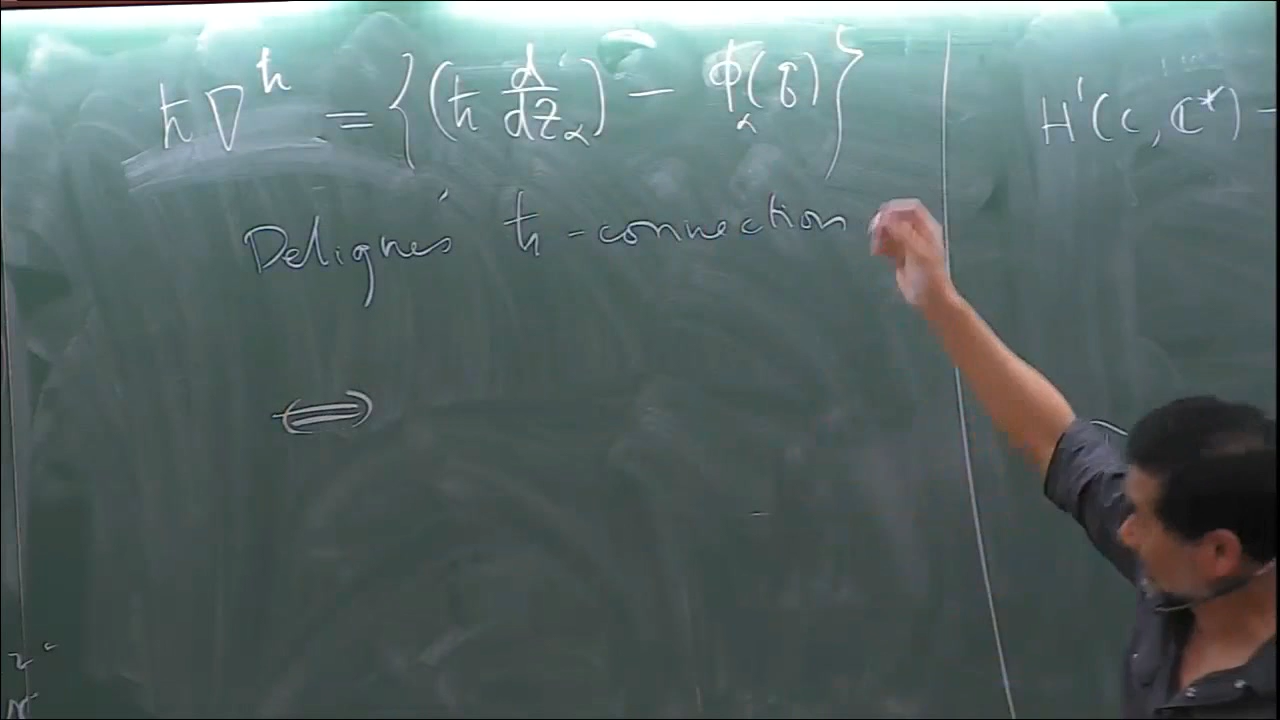 ħ∇^ħ = {(ħ d/dz_α) − Φ_α(ħ)}
Deligne's ħ-connection
⇔
H¹(C, ℂ*)